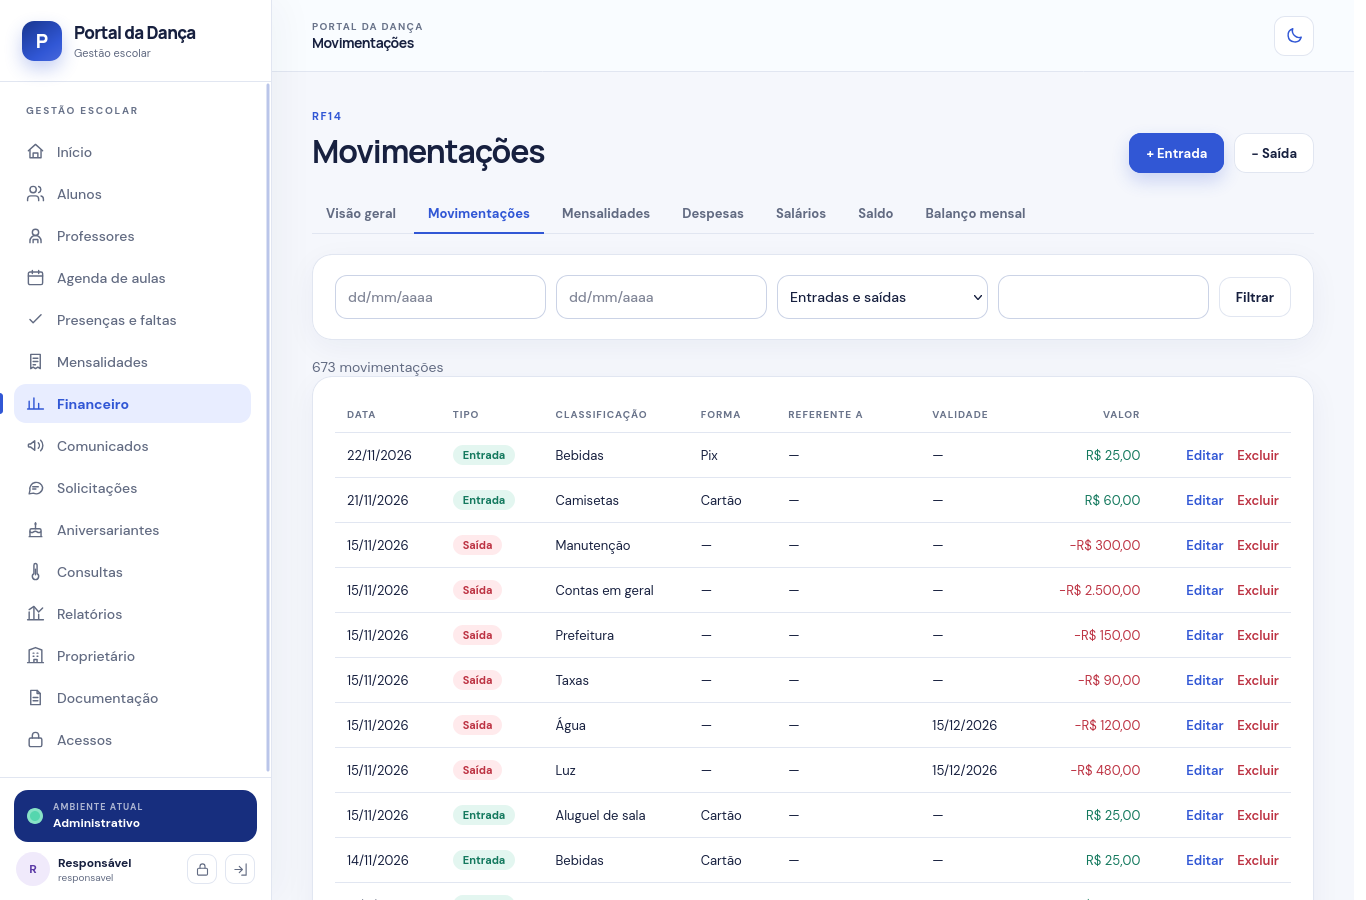 P
Portal da Dança
Gestão escolar
GESTÃO ESCOLAR
Início
Alunos
Professores
Agenda de aulas
Presenças e faltas
Mensalidades
Financeiro
Comunicados
Solicitações
Aniversariantes
Consultas
Relatórios
Proprietário
Documentação
Acessos
AMBIENTE ATUAL
Administrativo
R
Responsável
responsavel
PORTAL DA DANÇA
Movimentações
RF14
Movimentações
+ Entrada
− Saída
Visão geral Movimentações Mensalidades Despesas Salários Saldo Balanço mensal
dd/mm/aaaa dd/mm/aaaa Entradas e saídas Filtrar
673 movimentações
DATA TIPO CLASSIFICAÇÃO FORMA REFERENTE A VALIDADE VALOR
22/11/2026 Entrada Bebidas Pix — — R$ 25,00 Editar Excluir
21/11/2026 Entrada Camisetas Cartão — — R$ 60,00 Editar Excluir
15/11/2026 Saída Manutenção — — — −R$ 300,00 Editar Excluir
15/11/2026 Saída Contas em geral — — — −R$ 2.500,00 Editar Excluir
15/11/2026 Saída Prefeitura — — — −R$ 150,00 Editar Excluir
15/11/2026 Saída Taxas — — — −R$ 90,00 Editar Excluir
15/11/2026 Saída Água — — 15/12/2026 −R$ 120,00 Editar Excluir
15/11/2026 Saída Luz — — 15/12/2026 −R$ 480,00 Editar Excluir
15/11/2026 Entrada Aluguel de sala Cartão — — R$ 25,00 Editar Excluir
14/11/2026 Entrada Bebidas Cartão — — R$ 25,00 Editar Excluir